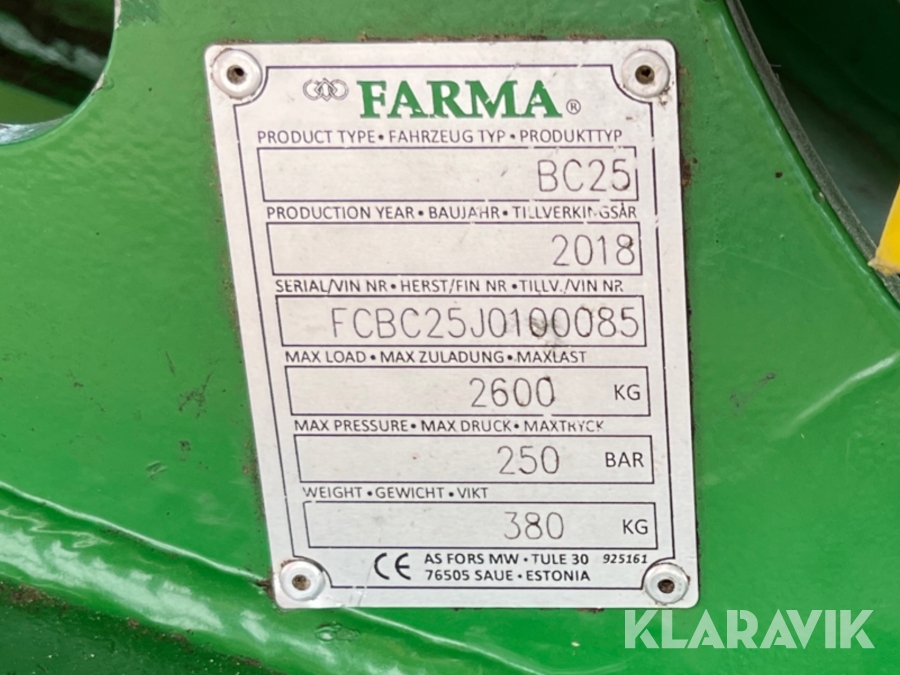 FARMA®
PRODUCT TYPE • FAHRZEUG TYP • PRODUKTTYP
BC25
PRODUCTION YEAR • BAUJAHR • TILLVERKINGSÅR
2018
SERIAL/VIN NR • HERST/FIN NR • TILLV./VIN NR.
FCBC25J0100085
MAX LOAD • MAX ZULADUNG • MAXLAST
2600 KG
MAX PRESSURE • MAX DRUCK • MAXTRYCK
250 BAR
WEIGHT • GEWICHT • VIKT
380 KG
CE AS FORS MW • TULE 30 925161
76505 SAUE • ESTONIA
KLARAVIK